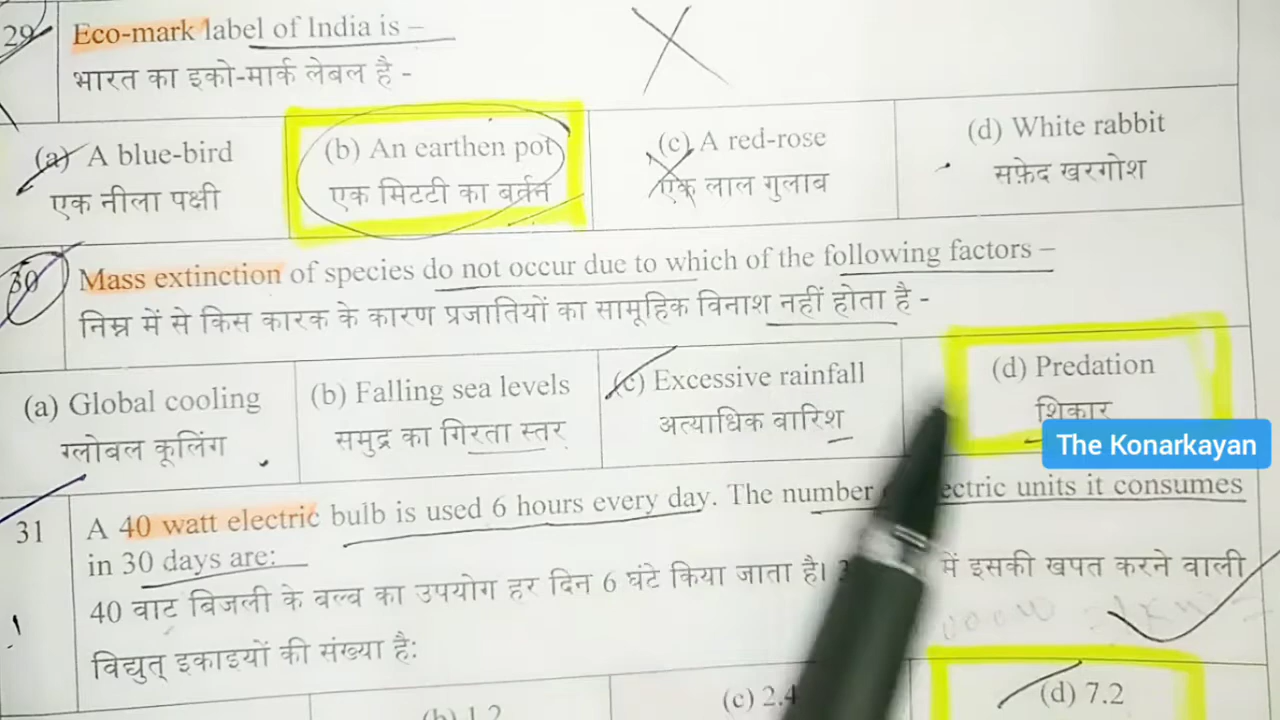 29 Eco-mark label of India is –
भारत का इको-मार्क लेबल है -
(a) A blue-bird (b) An earthen pot (c) A red-rose (d) White rabbit
एक नीला पक्षी एक मिटटी का बर्तन एक लाल गुलाब सफ़ेद खरगोश
30 Mass extinction of species do not occur due to which of the following factors –
निम्न में से किस कारक के कारण प्रजातियों का सामूहिक विनाश नहीं होता है -
(a) Global cooling (b) Falling sea levels (c) Excessive rainfall (d) Predation
ग्लोबल कूलिंग समुद्र का गिरता स्तर अत्याधिक बारिश शिकार
The Konarkayan
31 A 40 watt electric bulb is used 6 hours every day. The number units it consumes
in 30 days are:
40 वाट बिजली के बल्ब का उपयोग हर दिन 6 घंटे किया जाता है। में इसकी खपत करने वाली
विद्युत् इकाइयों की संख्या है:
(b) 1.2 (c) 2.4 (d) 7.2